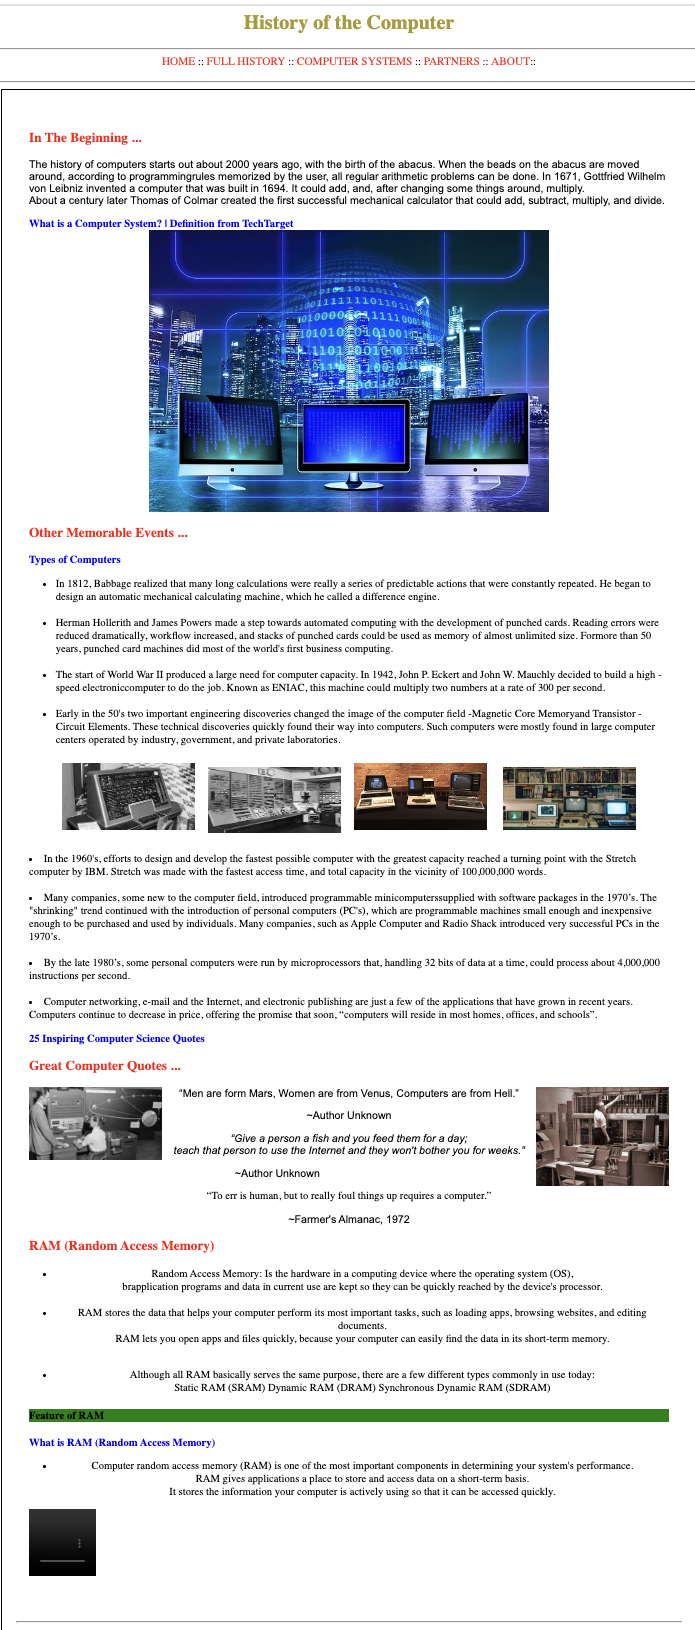 History of the Computer
HOME :: FULL HISTORY :: COMPUTER SYSTEMS :: PARTNERS :: ABOUT::
In The Beginning ...
The history of computers starts out about 2000 years ago, with the birth of the abacus. When the beads on the abacus are moved
around, according to programmingrules memorized by the user, all regular arithmetic problems can be done. In 1671, Gottfried Wilhelm
von Leibniz invented a computer that was built in 1694. It could add, and, after changing some things around, multiply.
About a century later Thomas of Colmar created the first successful mechanical calculator that could add, subtract, multiply, and divide.
What is a Computer System? | Definition from TechTarget
Other Memorable Events ...
Types of Computers
• In 1812, Babbage realized that many long calculations were really a series of predictable actions that were constantly repeated. He began to
design an automatic mechanical calculating machine, which he called a difference engine.
• Herman Hollerith and James Powers made a step towards automated computing with the development of punched cards. Reading errors were
reduced dramatically, workflow increased, and stacks of punched cards could be used as memory of almost unlimited size. Formore than 50
years, punched card machines did most of the world's first business computing.
• The start of World War II produced a large need for computer capacity. In 1942, John P. Eckert and John W. Mauchly decided to build a high -
speed electroniccomputer to do the job. Known as ENIAC, this machine could multiply two numbers at a rate of 300 per second.
• Early in the 50's two important engineering discoveries changed the image of the computer field -Magnetic Core Memoryand Transistor -
Circuit Elements. These technical discoveries quickly found their way into computers. Such computers were mostly found in large computer
centers operated by industry, government, and private laboratories.
• In the 1960's, efforts to design and develop the fastest possible computer with the greatest capacity reached a turning point with the Stretch
computer by IBM. Stretch was made with the fastest access time, and total capacity in the vicinity of 100,000,000 words.
• Many companies, some new to the computer field, introduced programmable minicomputerssupplied with software packages in the 1970's. The
"shrinking" trend continued with the introduction of personal computers (PC's), which are programmable machines small enough and inexpensive
enough to be purchased and used by individuals. Many companies, such as Apple Computer and Radio Shack introduced very successful PCs in the
1970's.
• By the late 1980's, some personal computers were run by microprocessors that, handling 32 bits of data at a time, could process about 4,000,000
instructions per second.
• Computer networking, e-mail and the Internet, and electronic publishing are just a few of the applications that have grown in recent years.
Computers continue to decrease in price, offering the promise that soon, “computers will reside in most homes, offices, and schools”.
25 Inspiring Computer Science Quotes
Great Computer Quotes ...
“Men are form Mars, Women are from Venus, Computers are from Hell.”
~Author Unknown
“Give a person a fish and you feed them for a day;
teach that person to use the Internet and they won't bother you for weeks.”
~Author Unknown
“To err is human, but to really foul things up requires a computer.”
~Farmer's Almanac, 1972
RAM (Random Access Memory)
• Random Access Memory: Is the hardware in a computing device where the operating system (OS),
brapplication programs and data in current use are kept so they can be quickly reached by the device's processor.
• RAM stores the data that helps your computer perform its most important tasks, such as loading apps, browsing websites, and editing
documents.
RAM lets you open apps and files quickly, because your computer can easily find the data in its short-term memory.
• Although all RAM basically serves the same purpose, there are a few different types commonly in use today:
Static RAM (SRAM) Dynamic RAM (DRAM) Synchronous Dynamic RAM (SDRAM)
Feature of RAM
What is RAM (Random Access Memory)
• Computer random access memory (RAM) is one of the most important components in determining your system's performance.
RAM gives applications a place to store and access data on a short-term basis.
It stores the information your computer is actively using so that it can be accessed quickly.